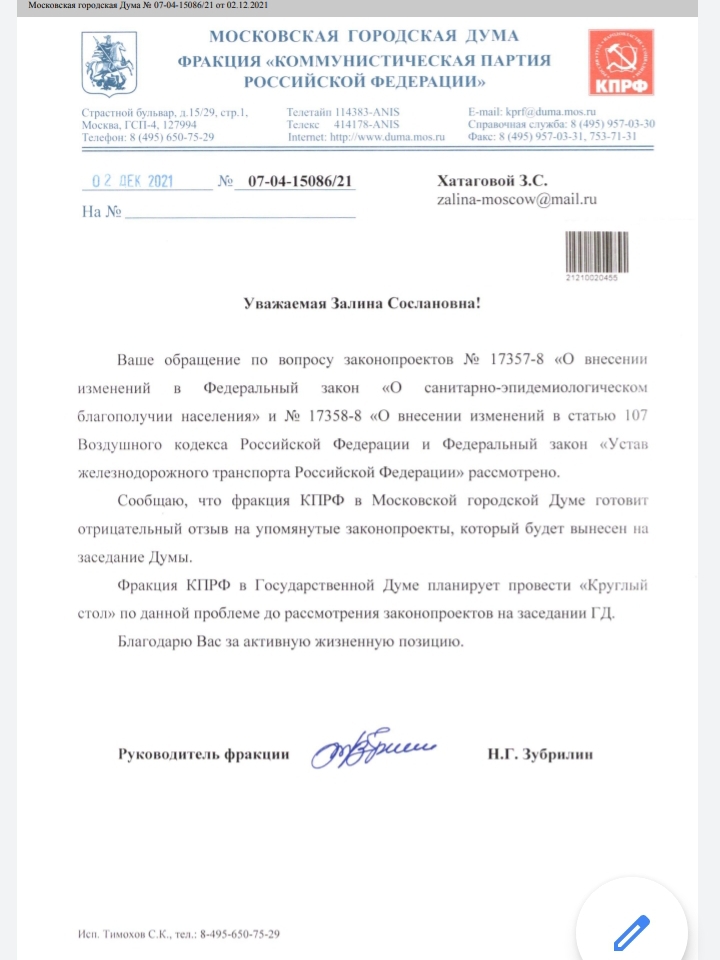 Московская городская Дума № 07-04-15086/21 от 02.12.2021
МОСКОВСКАЯ ГОРОДСКАЯ ДУМА
ФРАКЦИЯ «КОММУНИСТИЧЕСКАЯ ПАРТИЯ
РОССИЙСКОЙ ФЕДЕРАЦИИ»
КПРФ
Страстной бульвар, д.15/29, стр.1,
Москва, ГСП-4, 127994
Телефон: 8 (495) 650-75-29
Телетайп 114383-ANIS
Телекс 414178-ANIS
Internet: http://www.duma.mos.ru
E-mail: kprf@duma.mos.ru
Справочная служба: 8 (495) 957-03-30
Факс: 8 (495) 957-03-31, 753-71-31
02 ДЕК 2021 № 07-04-15086/21
На №
Хатаговой З.С.
zalina-moscow@mail.ru
21210020455
Уважаемая Залина Сослановна!
Ваше обращение по вопросу законопроектов № 17357-8 «О внесении
изменений в Федеральный закон «О санитарно-эпидемиологическом
благополучии населения» и № 17358-8 «О внесении изменений в статью 107
Воздушного кодекса Российской Федерации и Федеральный закон «Устав
железнодорожного транспорта Российской Федерации» рассмотрено.
Сообщаю, что фракция КПРФ в Московской городской Думе готовит
отрицательный отзыв на упомянутые законопроекты, который будет вынесен на
заседание Думы.
Фракция КПРФ в Государственной Думе планирует провести «Круглый
стол» по данной проблеме до рассмотрения законопроектов на заседании ГД.
Благодарю Вас за активную жизненную позицию.
Руководитель фракции
Н.Г. Зубрилин
Исп. Тимохов С.К., тел.: 8-495-650-75-29